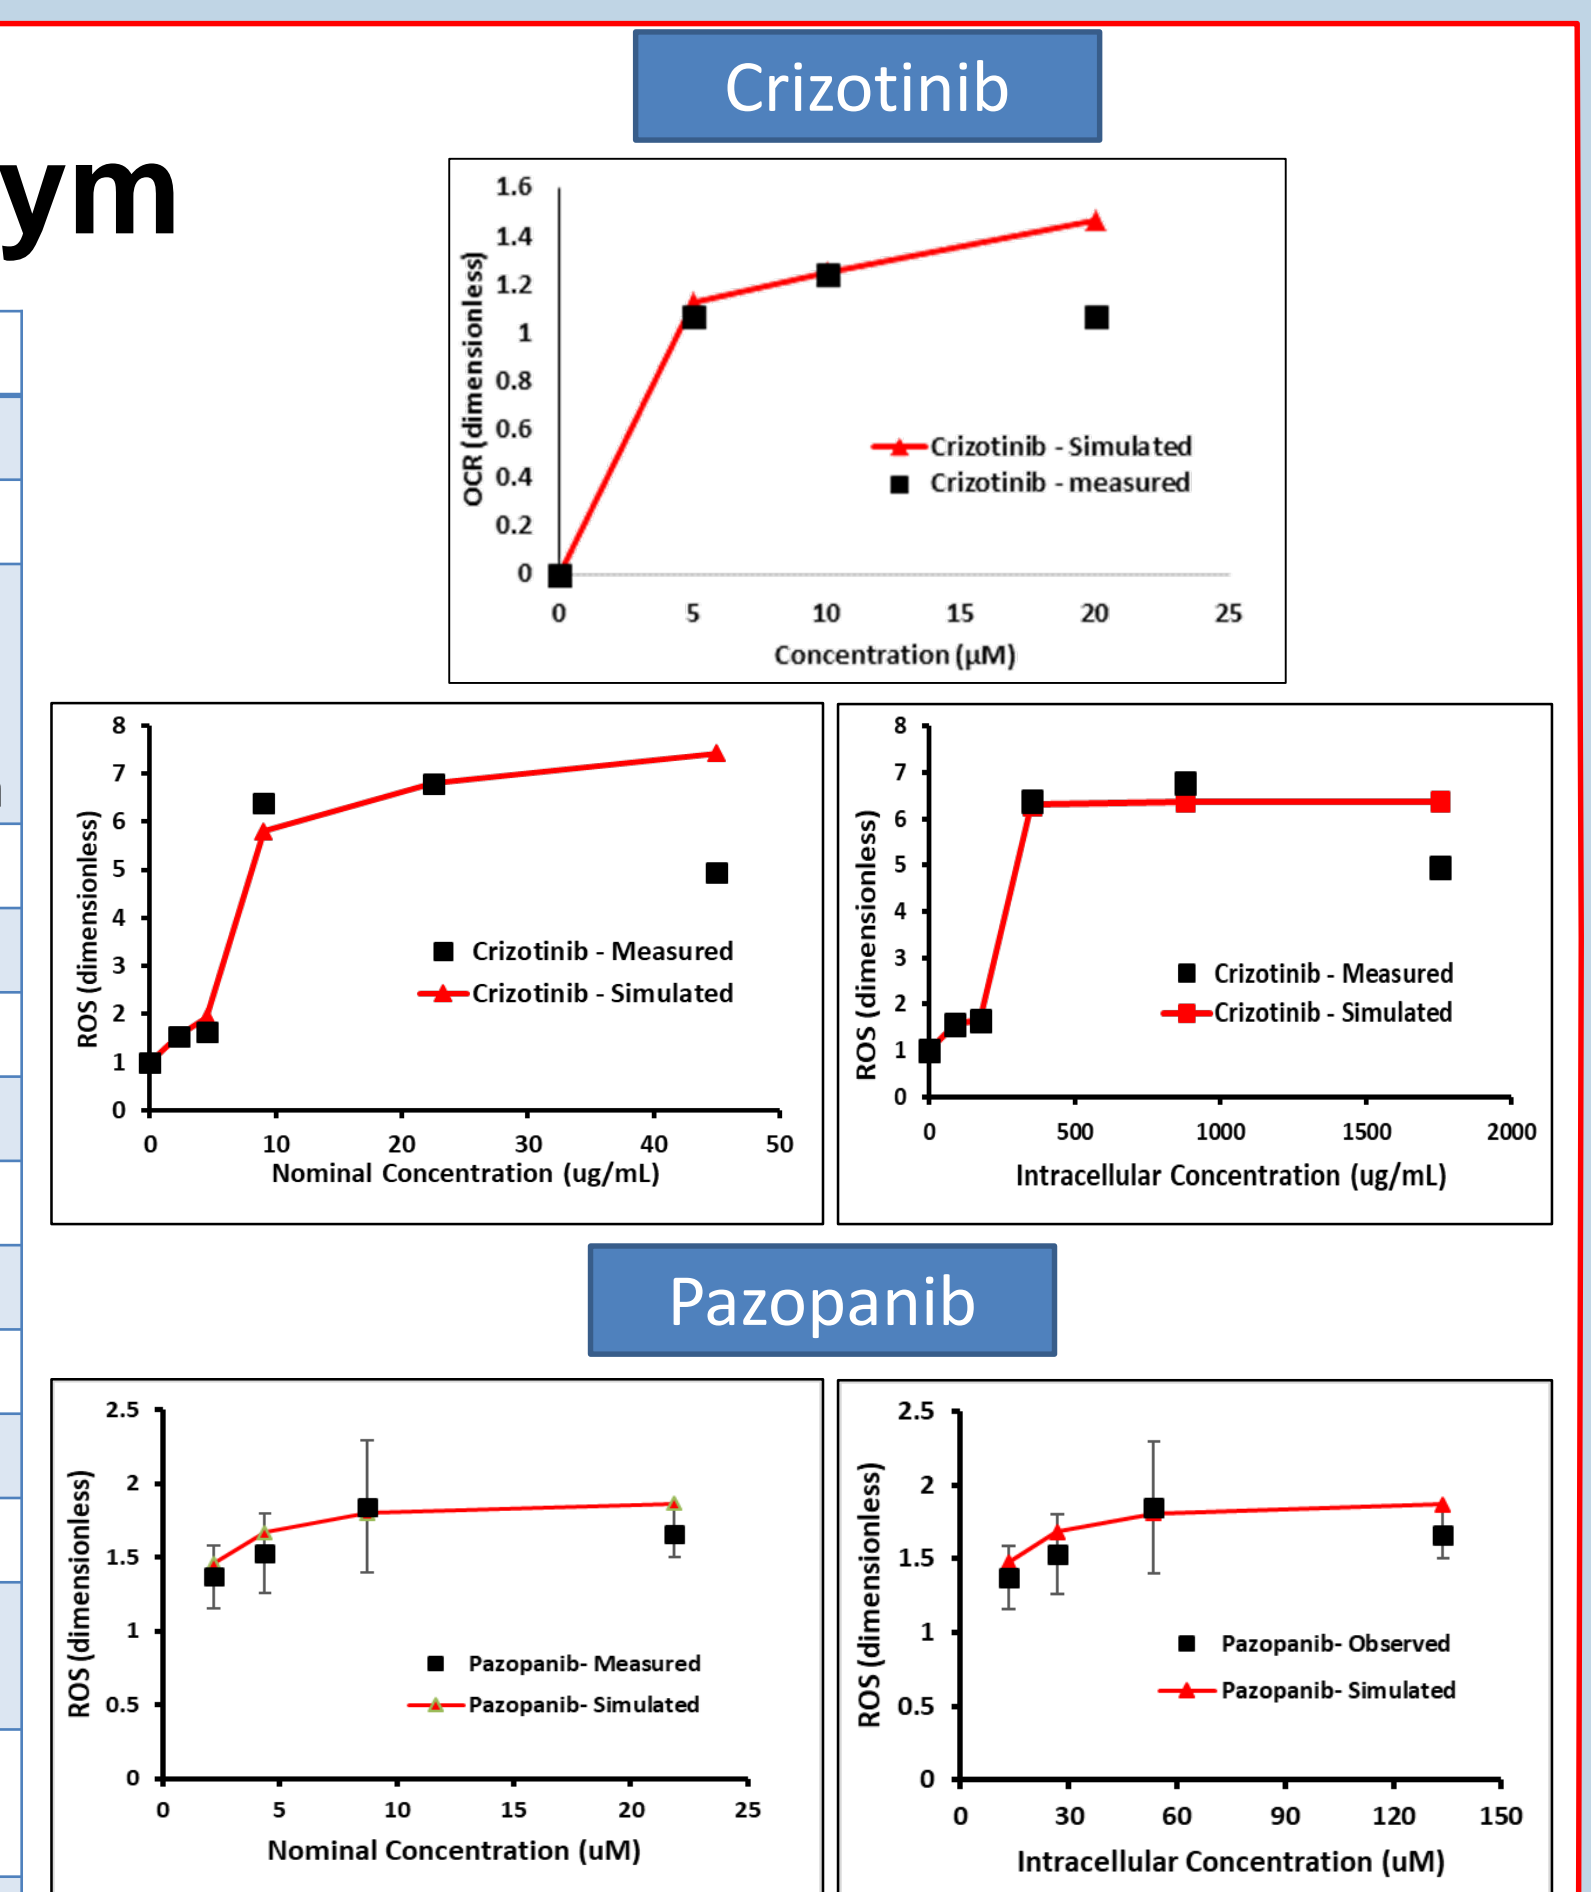 Crizotinib
ym
1.6
1.4
1.2
1
0.8
0.6
0.4
0.2
0
OCR (dimensionless)
Crizotinib - Simulated
Crizotinib - measured
0 5 10 15 20 25
Concentration (µM)
8
7
6
5
4
3
2
1
0
ROS (dimensionless)
Crizotinib - Measured
Crizotinib - Simulated
0 10 20 30 40 50
Nominal Concentration (ug/mL)
8
7
6
5
4
3
2
1
0
ROS (dimensionless)
Crizotinib - Measured
Crizotinib - Simulated
0 500 1000 1500 2000
Intracellular Concentration (ug/mL)
Pazopanib
2.5
2
1.5
1
0.5
0
ROS (dimensionless)
Pazopanib- Measured
Pazopanib- Simulated
0 5 10 15 20 25
Nominal Concentration (uM)
2.5
2
1.5
1
0.5
0
ROS (dimensionless)
Pazopanib- Observed
Pazopanib- Simulated
0 30 60 90 120 150
Intracellular Concentration (uM)